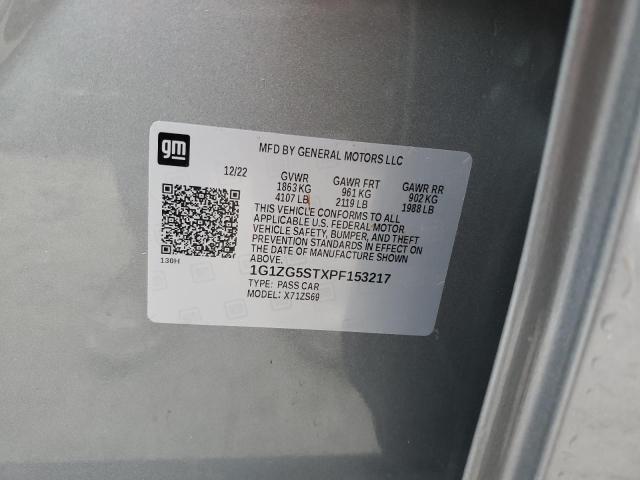 gm
MFD BY GENERAL MOTORS LLC
12/22
GVWR GAWR FRT GAWR RR
1863 KG 961 KG 902 KG
4107 LB 2119 LB 1988 LB
THIS VEHICLE CONFORMS TO ALL
APPLICABLE U.S. FEDERAL MOTOR
VEHICLE SAFETY, BUMPER, AND THEFT
PREVENTION STANDARDS IN EFFECT ON
THE DATE OF MANUFACTURE SHOWN
ABOVE.
130H
1G1ZG5STXPF153217
TYPE: PASS CAR
MODEL: X71ZS69